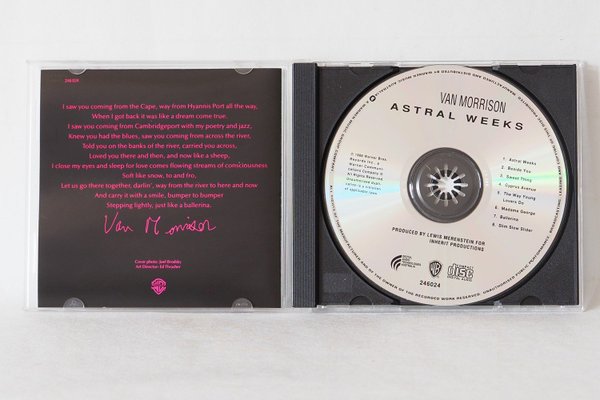 246 024
I saw you coming from the Cape, way from Hyannis Port all the way,
When I got back it was like a dream come true.
I saw you coming from Cambridgeport with my poetry and jazz,
Knew you had the blues, saw you coming from across the river,
Told you on the banks of the river, carried you across,
Loved you there and then, and now like a sheep,
I close my eyes and sleep for love comes flowing streams of consciousness
Soft like snow, to and fro,
Let us go there together, darlin', way from the river to here and now
And carry it with a smile, bumper to bumper
Stepping lightly, just like a ballerina.
Van Morrison
Cover photo: Joel Brodsky
Art Director: Ed Thrasher
VAN MORRISON
ASTRAL WEEKS
1. Astral Weeks
2. Beside You
3. Sweet Thing
4. Cyprus Avenue
5. The Way Young
Lovers Do
6. Madame George
7. Ballerina
8. Slim Slow Slider
PRODUCED BY LEWIS MERENSTEIN FOR
INHERIT PRODUCTIONS
COMPACT
disc
DIGITAL AUDIO
246024